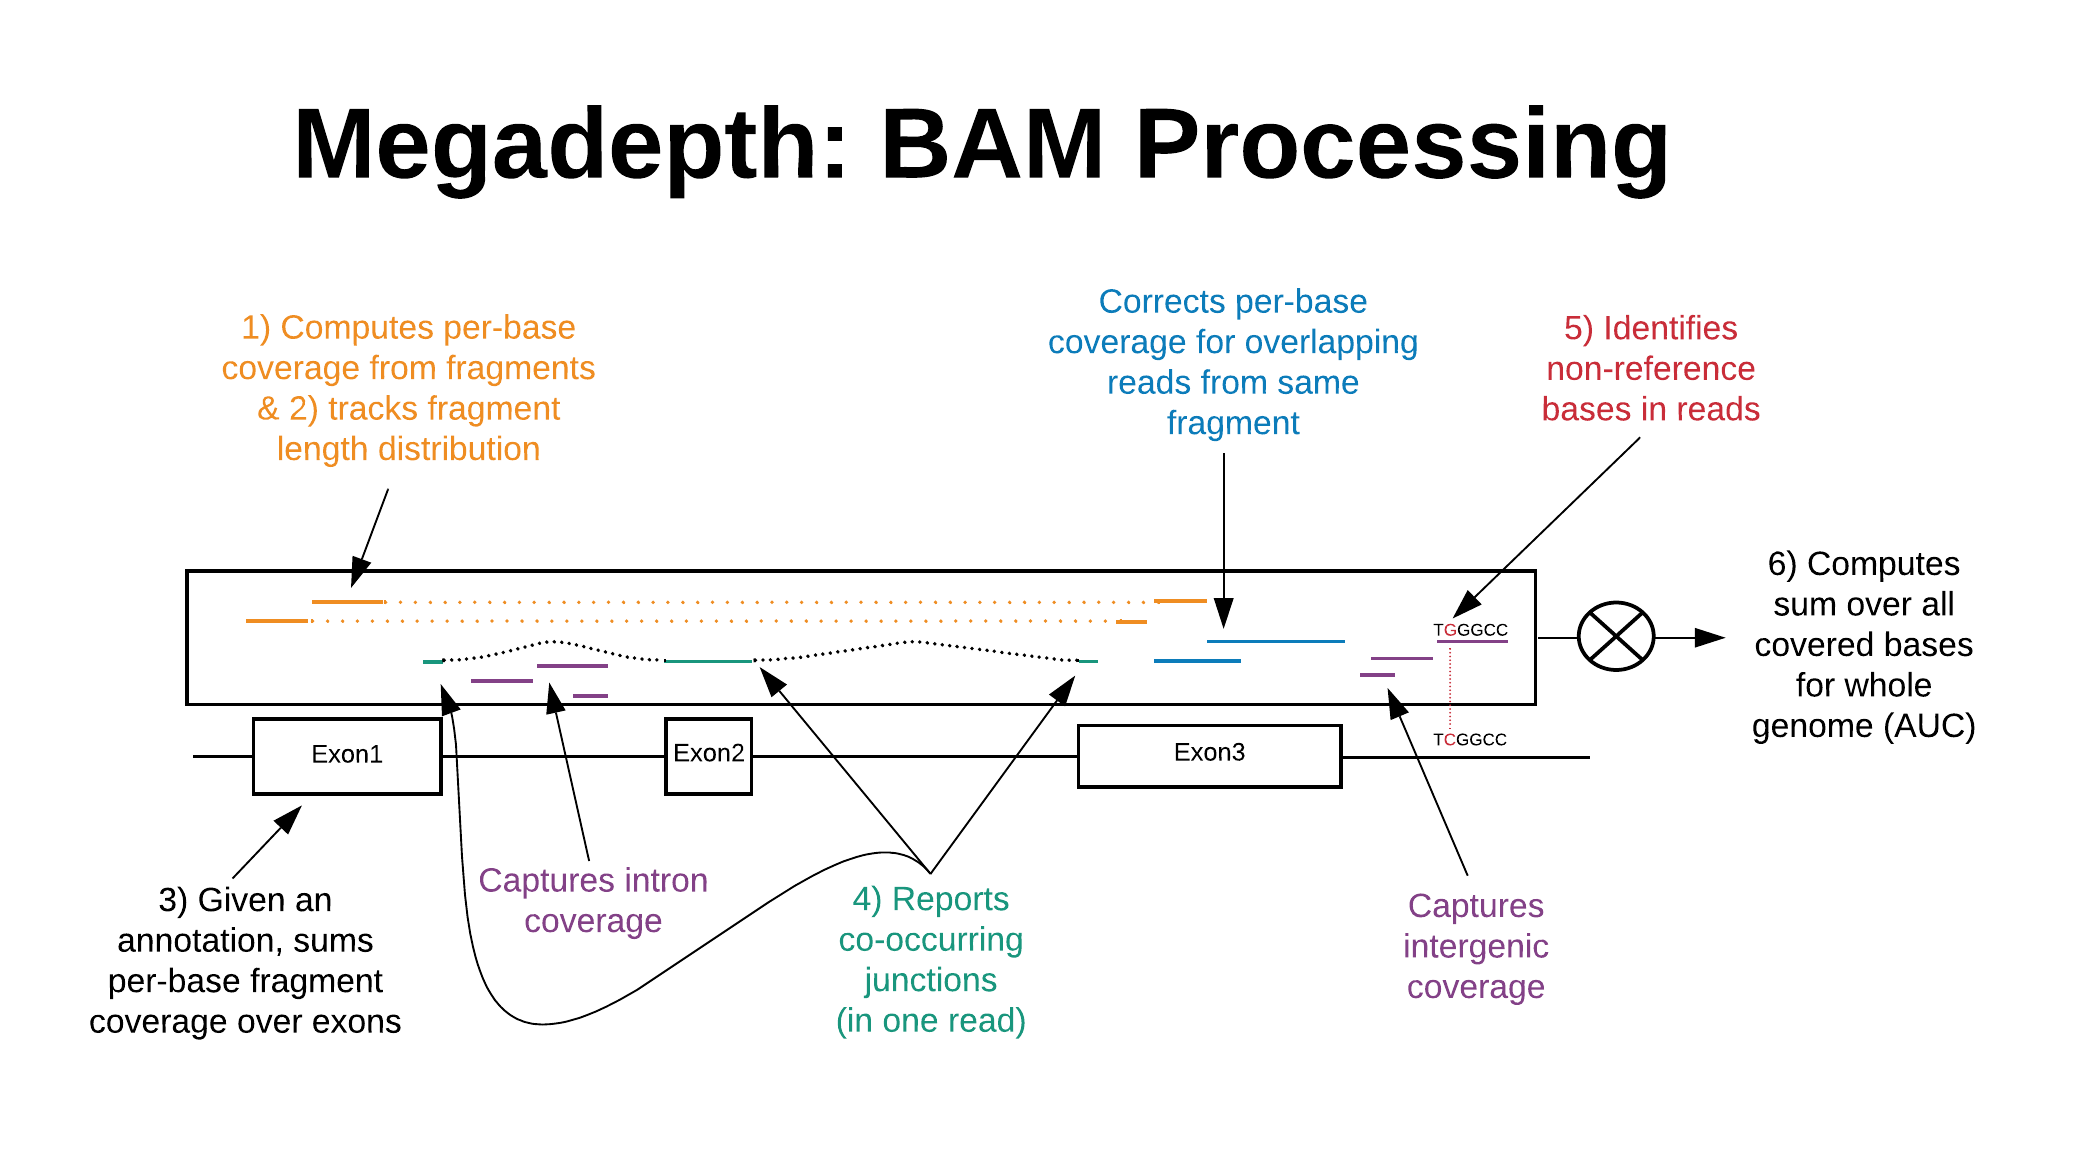 Megadepth: BAM Processing
1) Computes per-base
coverage from fragments
& 2) tracks fragment
length distribution
Corrects per-base
coverage for overlapping
reads from same
fragment
5) Identifies
non-reference
bases in reads
6) Computes
sum over all
covered bases
for whole
genome (AUC)
TGGGCC
TCGGCC
Exon1
Exon2
Exon3
3) Given an
annotation, sums
per-base fragment
coverage over exons
Captures intron
coverage
4) Reports
co-occurring
junctions
(in one read)
Captures
intergenic
coverage